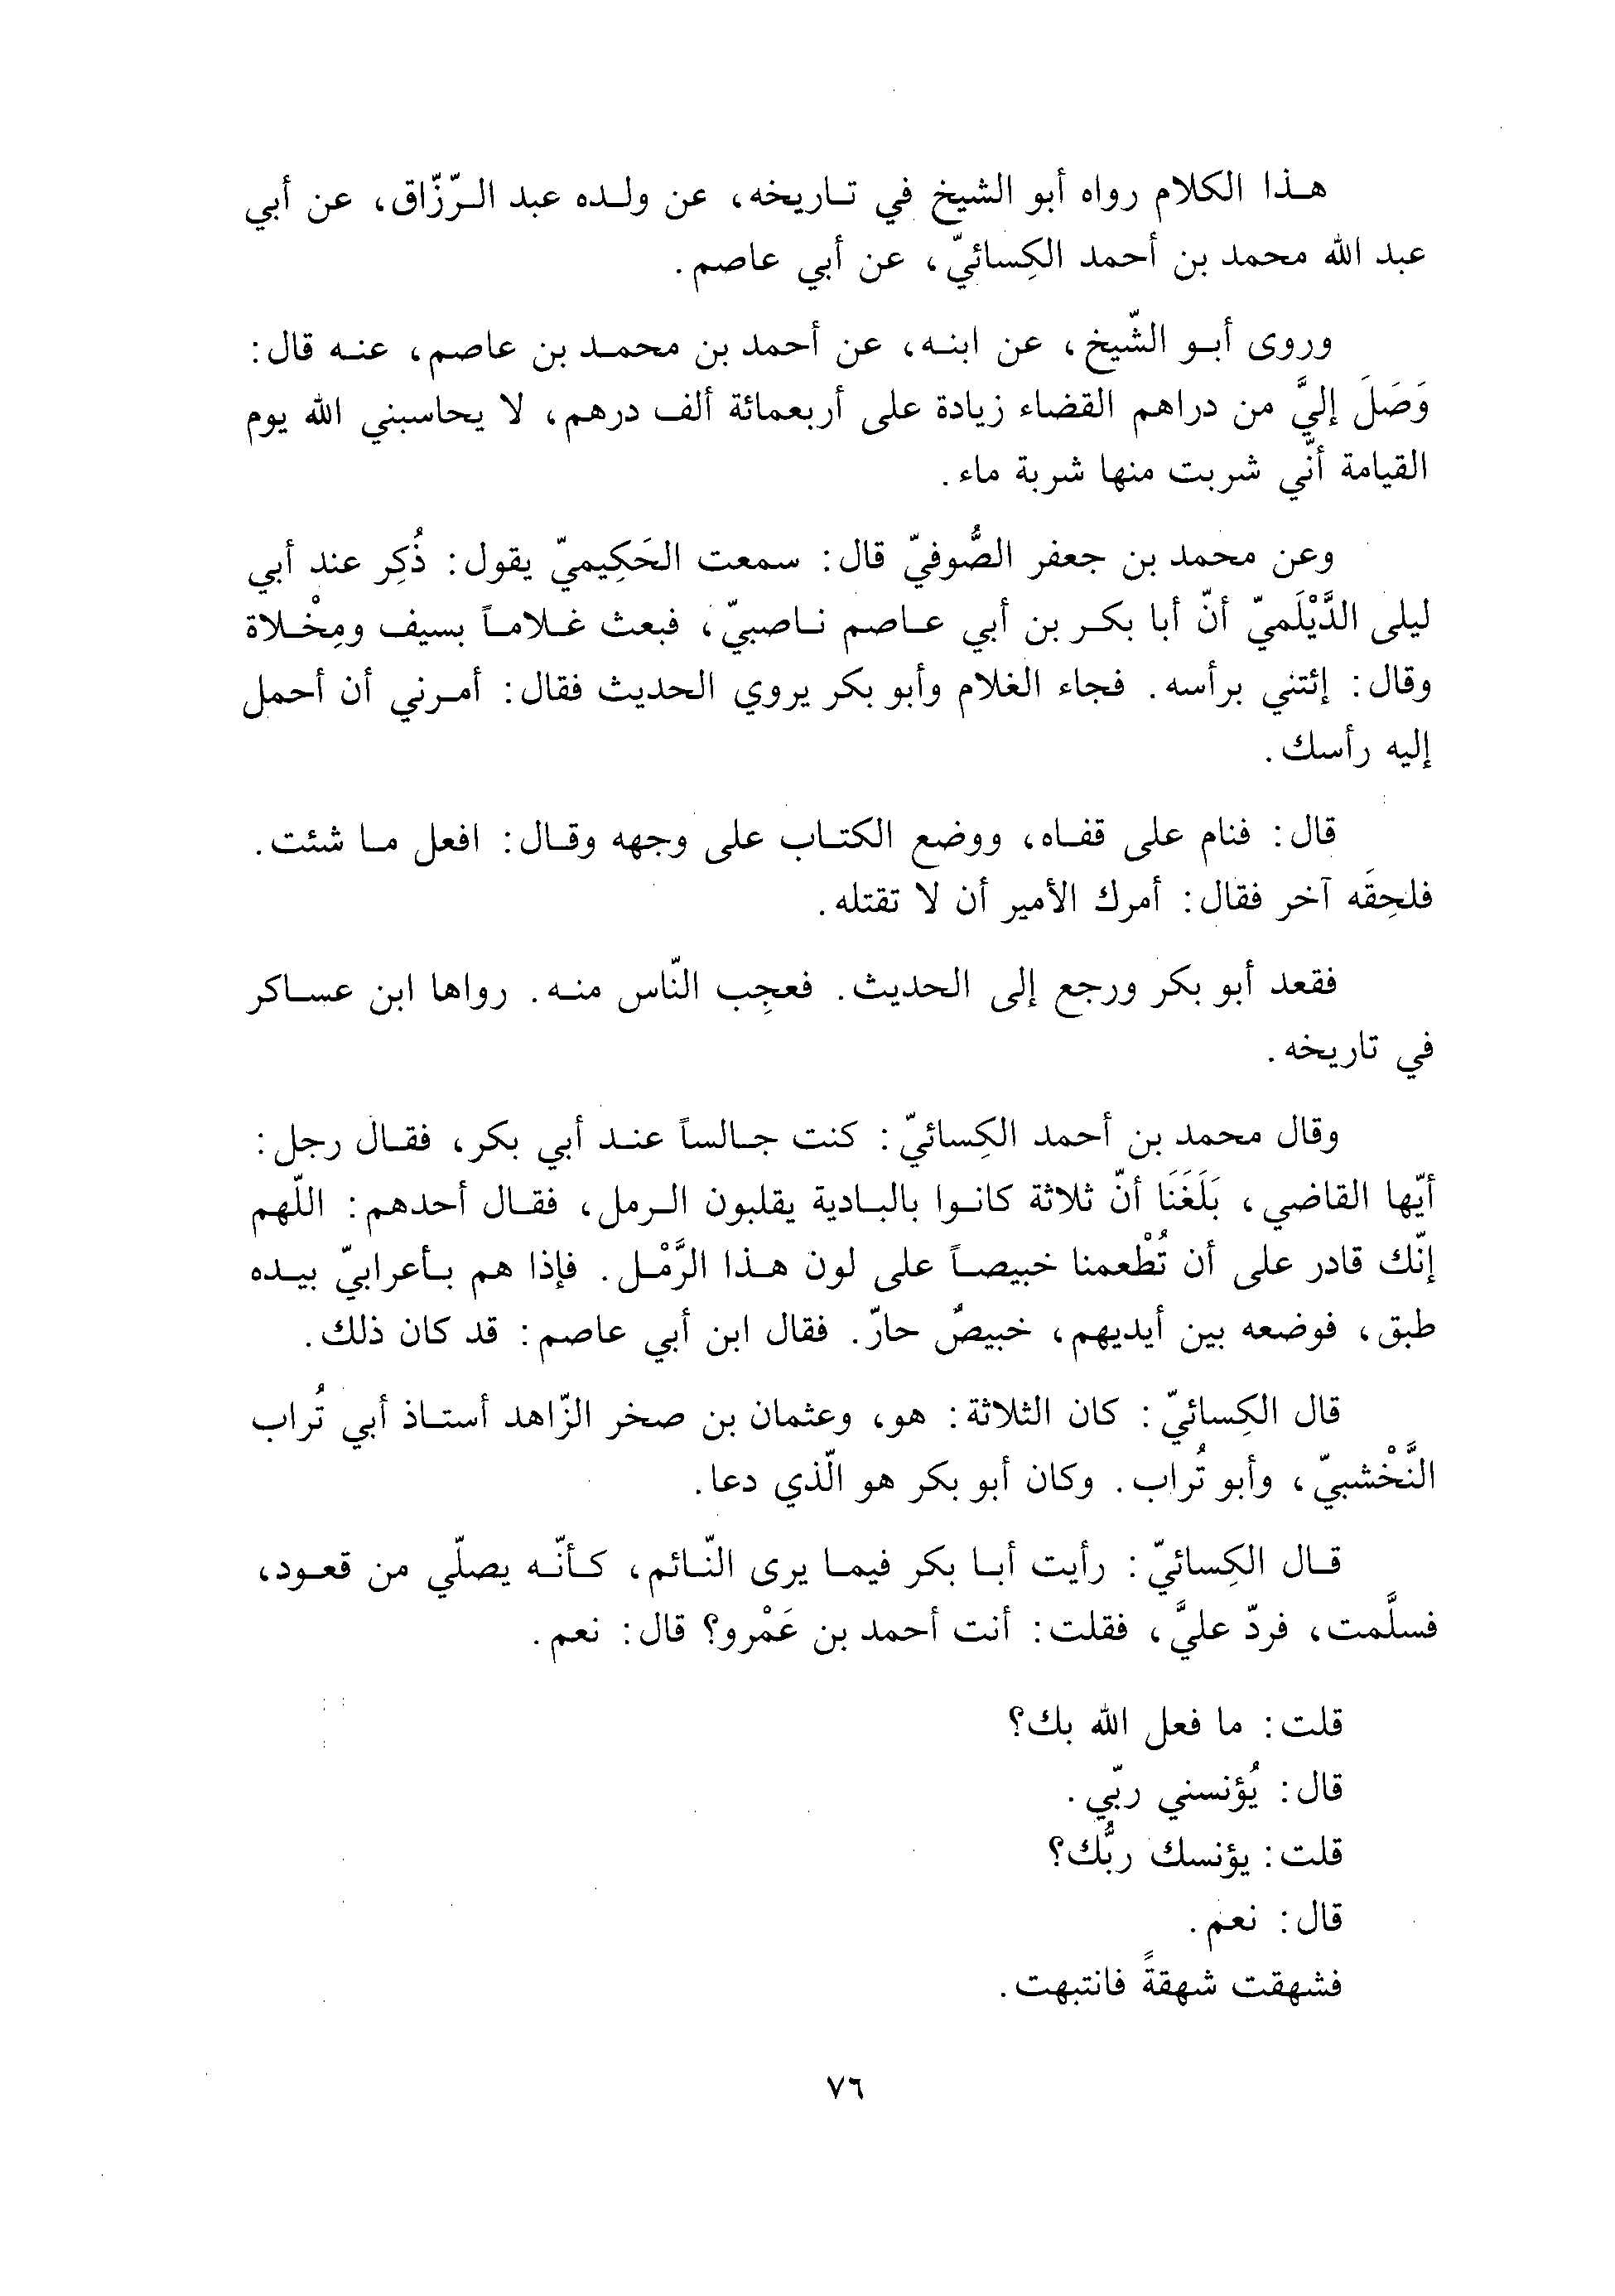 هذا الكلام رواه أبو الشيخ في تاريخه، عن ولده عبد الرّزّاق، عن أبي
عبد الله محمد بن أحمد الكِسائيّ، عن أبي عاصم.
وروى أبو الشّيخ، عن ابنه، عن أحمد بن محمد بن عاصم، عنه قال:
وَصَلَ إليَّ من دراهم القضاء زيادة على أربعمائة ألف درهم، لا يحاسبني الله يوم
القيامة أنّي شربت منها شربة ماء.
وعن محمد بن جعفر الصُّوفيّ قال: سمعت الحَكِيميّ يقول: ذُكِر عند أبي
ليلى الدَّيْلَميّ أنّ أبا بكر بن أبي عاصم ناصبيّ، فبعث غلاماً بسيف ومِخْلاة
وقال: إئتني برأسه. فجاء الغلام وأبو بكر يروي الحديث فقال: أمرني أن أحمل
إليه رأسك.
قال: فنام على قفاه، ووضع الكتاب على وجهه وقال: افعل ما شئت.
فلحِقَه آخر فقال: أمرك الأمير أن لا تقتله.
فقعد أبو بكر ورجع إلى الحديث. فعجِب النّاس منه. رواها ابن عساكر
في تاريخه.
وقال محمد بن أحمد الكِسائيّ: كنت جالساً عند أبي بكر، فقال رجل:
أيّها القاضي، بَلَغَنَا أنّ ثلاثة كانوا بالبادية يقلبون الرمل، فقال أحدهم: اللّهم
إنّك قادر على أن تُطْعمنا خبيصاً على لون هذا الرَّمْل. فإذا هم بأعرابيّ بيده
طبق، فوضعه بين أيديهم، خبيصٌ حارّ. فقال ابن أبي عاصم: قد كان ذلك.
قال الكِسائيّ: كان الثلاثة: هو، وعثمان بن صخر الزّاهد أستاذ أبي تُراب
النَّخْشبيّ، وأبو تُراب. وكان أبو بكر هو الّذي دعا.
قال الكِسائيّ: رأيت أبا بكر فيما يرى النّائم، كأنّه يصلّي من قعود،
فسلَّمت، فردّ عليَّ، فقلت: أنت أحمد بن عَمْرو؟ قال: نعم.
قلت: ما فعل الله بك؟
قال: يُؤنسني ربّي.
قلت: يؤنسك ربُّك؟
قال: نعم.
فشهقت شهقةً فانتبهت.
٧٦